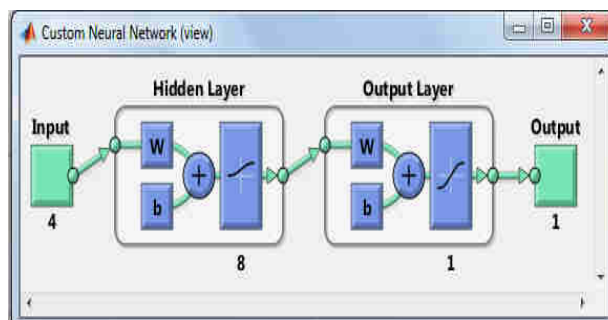 Custom Neural Network (view)
Hidden Layer
Output Layer
Input
W
b
+
W
b
+
Output
4
8
1
1